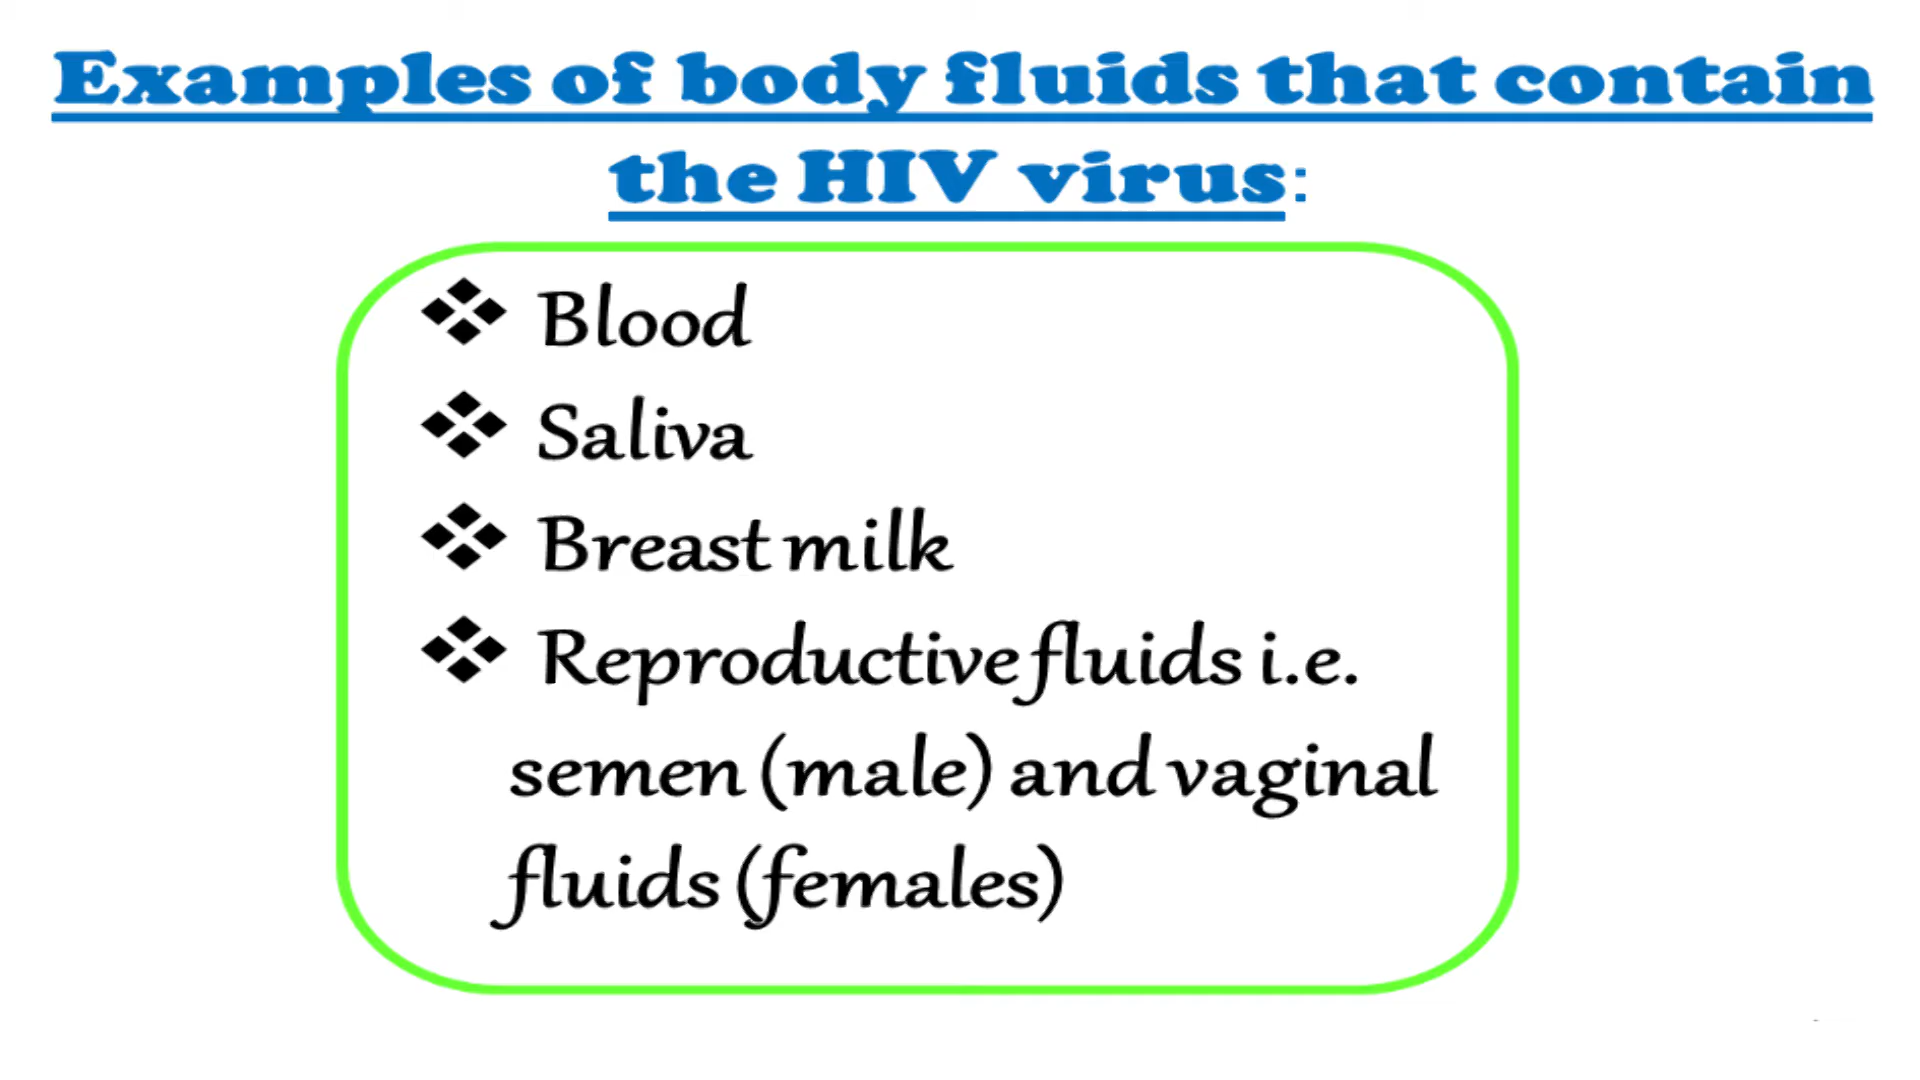 Examples of body fluids that contain
the HIV virus:
❖ Blood
❖ Saliva
❖ Breast milk
❖ Reproductive fluids i.e.
semen (male) and vaginal
fluids (females)